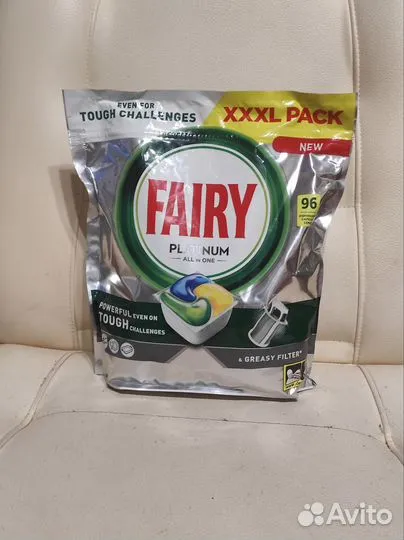 EVEN FOR
TOUGH CHALLENGES
XXXL PACK
NEW
FAIRY
PLATINUM
ALL IN ONE
96
POWERFUL EVEN ON
TOUGH CHALLENGES
& GREASY FILTER*
Avito